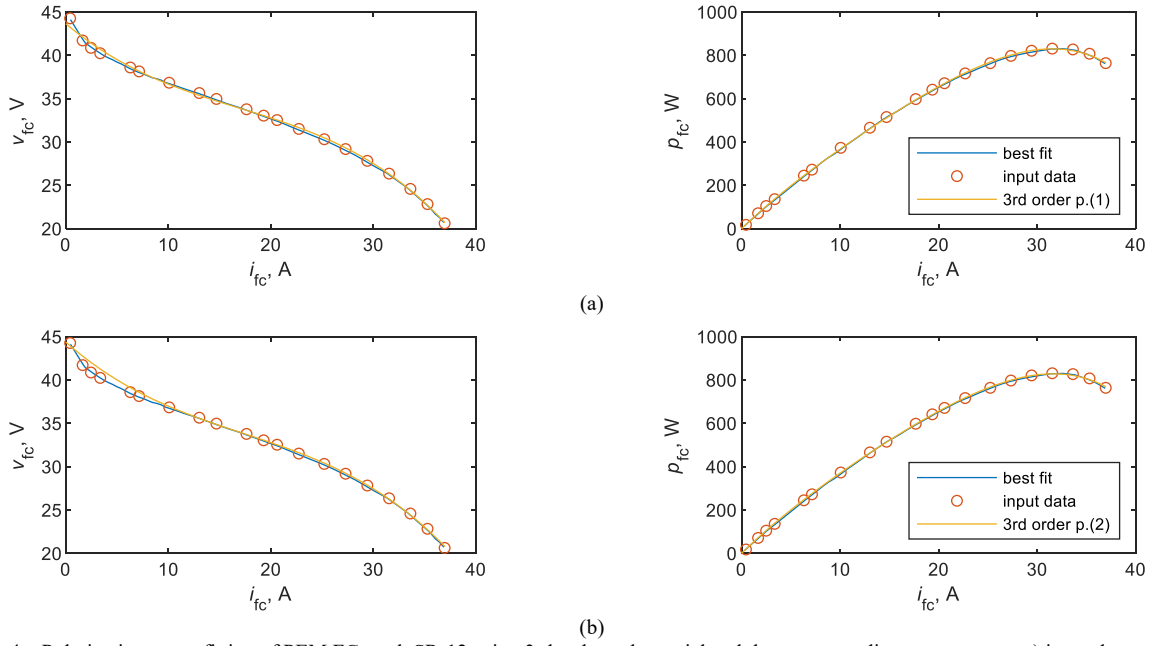 45
40
35
30
25
20
v_fc, V
0 10 20 30 40
i_fc, A
1000
800
600
400
200
0
p_fc, W
best fit
input data
3rd order p.(1)
0 10 20 30 40
i_fc, A
(a)
45
40
35
30
25
20
v_fc, V
0 10 20 30 40
i_fc, A
1000
800
600
400
200
0
p_fc, W
best fit
input data
3rd order p.(2)
0 10 20 30 40
i_fc, A
(b)